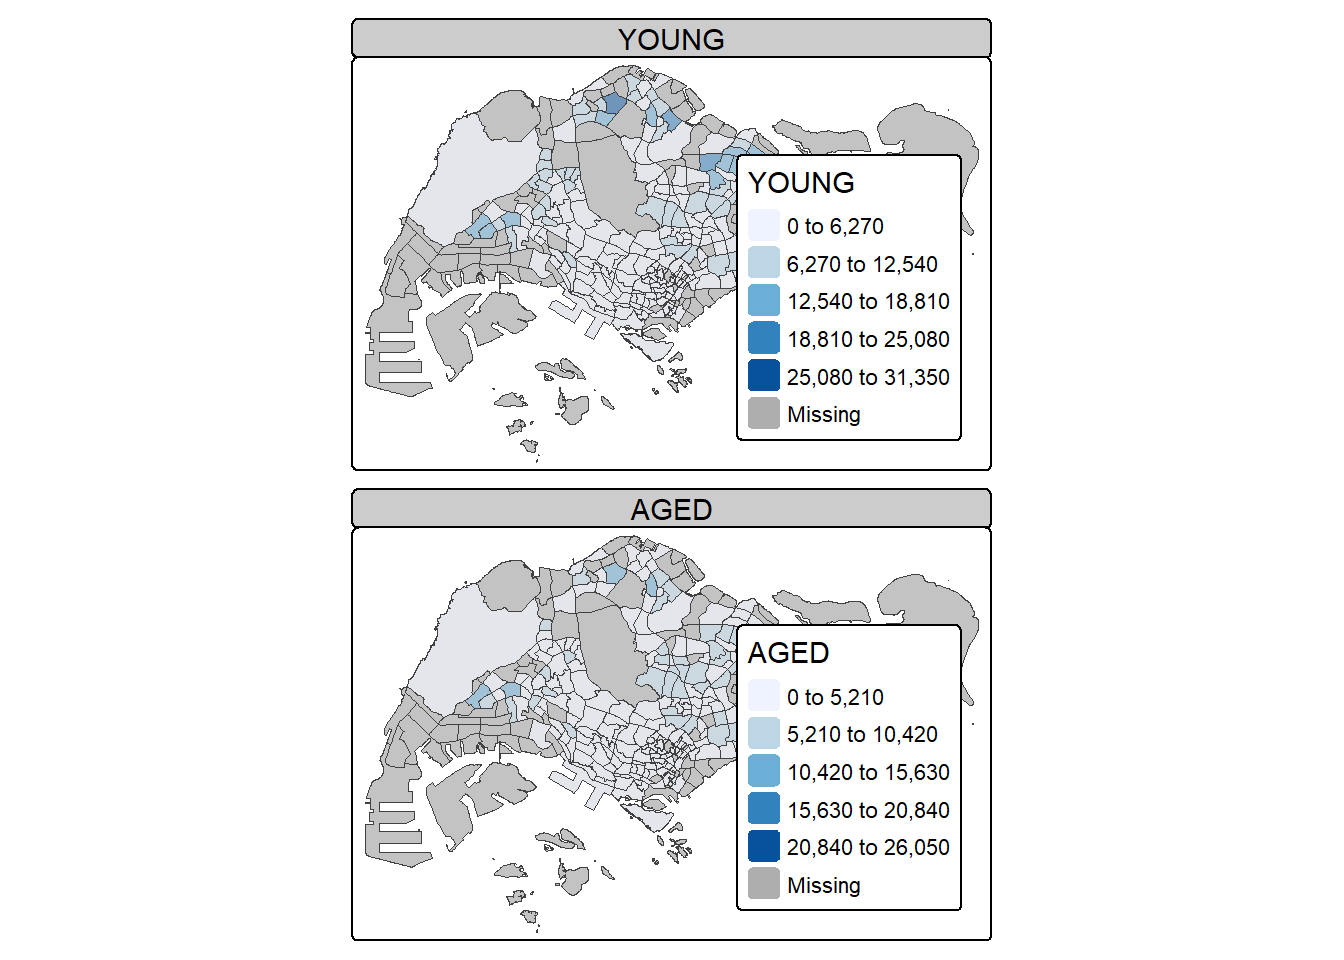 YOUNG
YOUNG
0 to 6,270
6,270 to 12,540
12,540 to 18,810
18,810 to 25,080
25,080 to 31,350
Missing
AGED
AGED
0 to 5,210
5,210 to 10,420
10,420 to 15,630
15,630 to 20,840
20,840 to 26,050
Missing